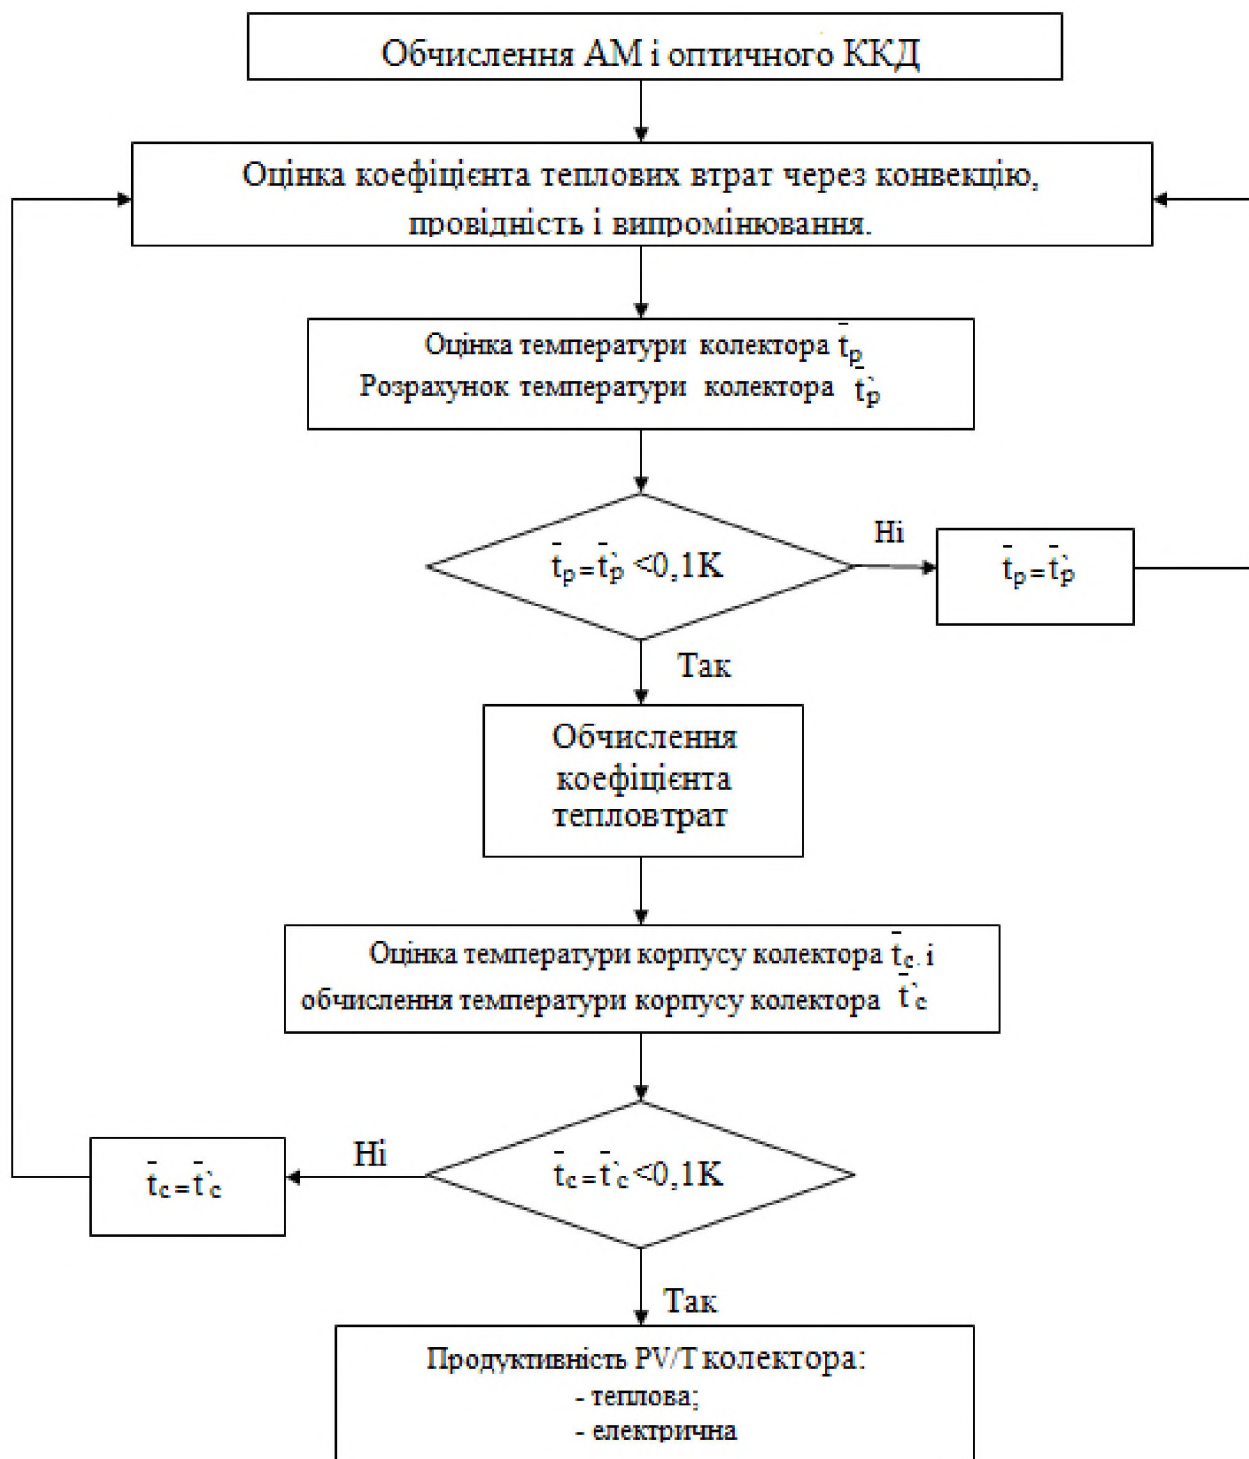 Обчислення АМ і оптичного ККД
Оцінка коефіцієнта теплових втрат через конвекцію,
провідність і випромінювання.
Оцінка температури колектора t̄p
Розрахунок температури колектора t̄`p
t̄p=t̄`p <0,1K
Ні
t̄p=t̄`p
Так
Обчислення
коефіцієнта
тепловтрат
Оцінка температури корпусу колектора t̄c. і
обчислення температури корпусу колектора t̄`c
t̄c=t̄`c<0,1K
Ні
t̄c=t̄`c
Так
Продуктивність PV/T колектора:
- теплова;
- електрична